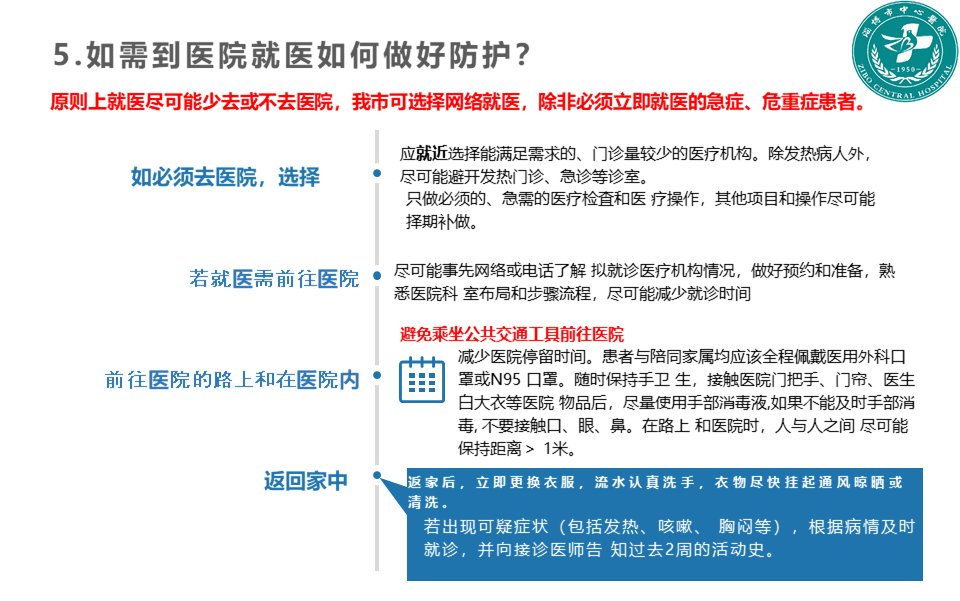 5.如需到医院就医如何做好防护?
淄博市中心医院
1950
ZIBO CENTRAL HOSPITAL
原则上就医尽可能少去或不去医院，我市可选择网络就医，除非必须立即就医的急症、危重症患者。
如必须去医院，选择
应就近选择能满足需求的、门诊量较少的医疗机构。除发热病人外，
尽可能避开发热门诊、急诊等诊室。
只做必须的、急需的医疗检查和医 疗操作，其他项目和操作尽可能
择期补做。
若就医需前往医院
尽可能事先网络或电话了解 拟就诊医疗机构情况，做好预约和准备，熟
悉医院科 室布局和步骤流程，尽可能减少就诊时间
前往医院的路上和在医院内
避免乘坐公共交通工具前往医院
减少医院停留时间。患者与陪同家属均应该全程佩戴医用外科口
罩或N95 口罩。随时保持手卫 生，接触医院门把手、门帘、医生
白大衣等医院 物品后，尽量使用手部消毒液,如果不能及时手部消
毒, 不要接触口、眼、鼻。在路上 和医院时，人与人之间 尽可能
保持距离＞ 1米。
返回家中
返家后，立即更换衣服，流水认真洗手，衣物尽快挂起通风晾晒或
清洗。
若出现可疑症状（包括发热、咳嗽、 胸闷等），根据病情及时
就诊，并向接诊医师告 知过去2周的活动史。